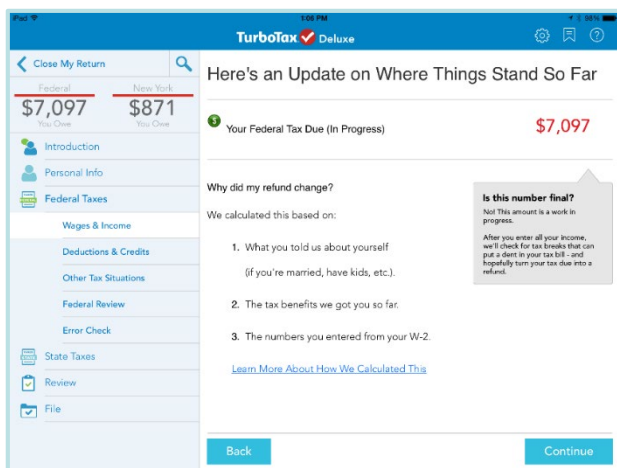 iPad
1:06 PM
98%
TurboTax Deluxe
Close My Return
Federal
New York
$7,097
$871
You Owe
You Owe
Introduction
Personal Info
Federal Taxes
Wages & Income
Deductions & Credits
Other Tax Situations
Federal Review
Error Check
State Taxes
Review
File
Here's an Update on Where Things Stand So Far
$ Your Federal Tax Due (In Progress)
$7,097
Why did my refund change?
We calculated this based on:
1. What you told us about yourself
(if you're married, have kids, etc.).
2. The tax benefits we got you so far.
3. The numbers you entered from your W-2.
Learn More About How We Calculated This
Is this number final?
No! This amount is a work in
progress.
After you enter all your income,
we'll check for tax breaks that can
put a dent in your tax bill - and
hopefully turn your tax due into a
refund.
Back
Continue